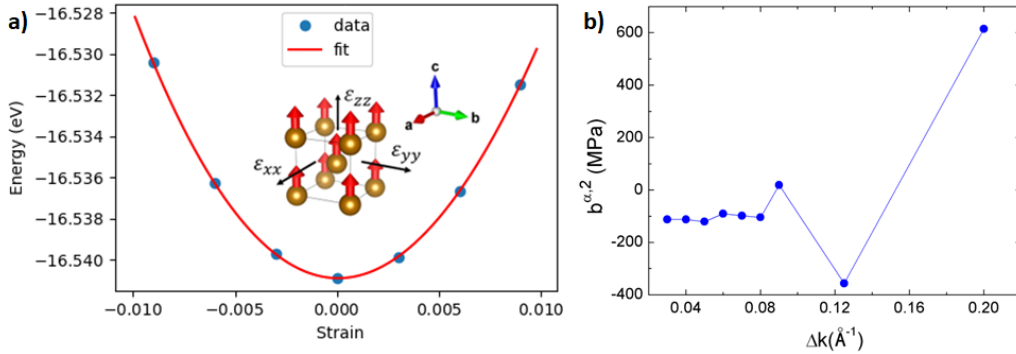 a)
Energy (eV)
−16.528
−16.530
−16.532
−16.534
−16.536
−16.538
−16.540
data
fit
εzz
εyy
εxx
c
a
b
−0.010
−0.005
0.000
0.005
0.010
Strain
b)
b^α,2 (MPa)
600
400
200
0
-200
-400
0.04
0.08
0.12
0.16
0.20
Δk(Å⁻¹)